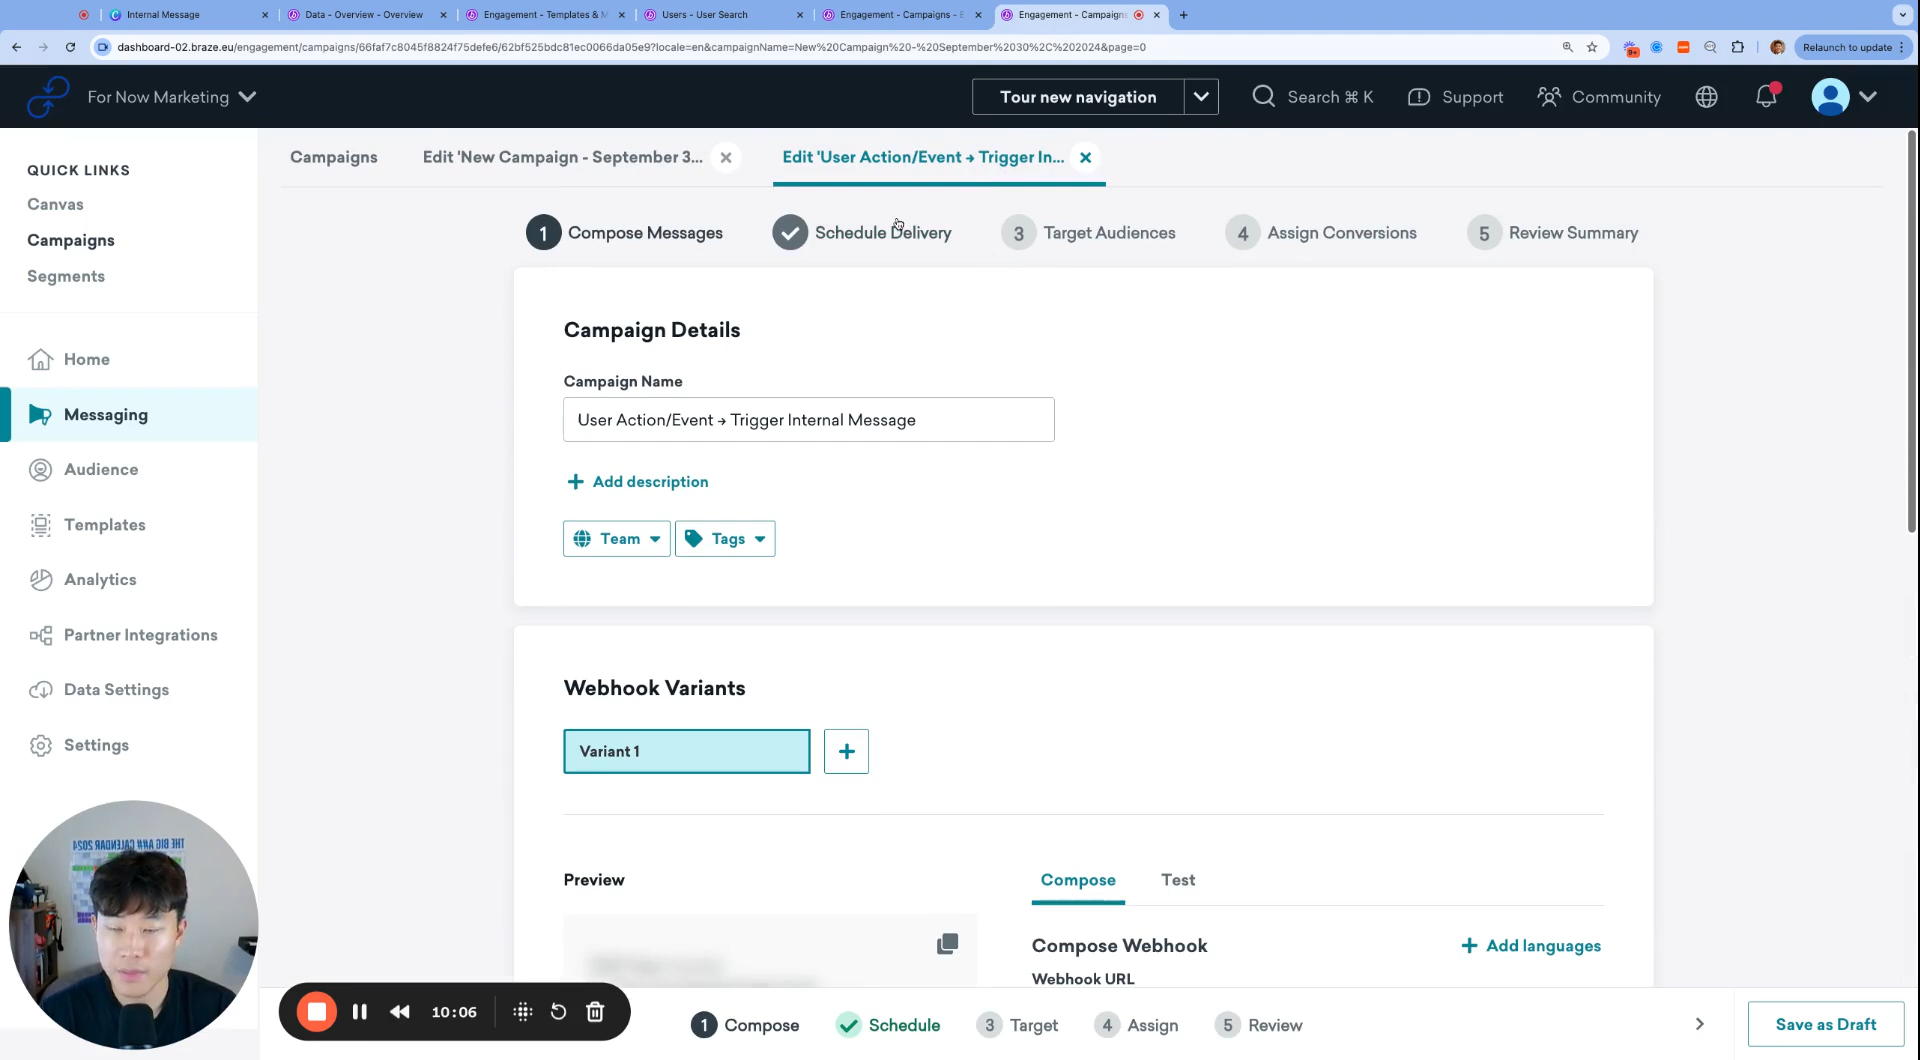 Internal Message
Data - Overview - Overview
Engagement - Templates & M
Users - User Search
Engagement - Campaigns - E
Engagement - Campaigns
dashboard-02.braze.eu/engagement/campaigns/66faf7c8045f8824f75defe6/62bf525bdc81ec0066da05e9?locale=en&campaignName=New%20Campaign%20-%20September%2030%2C%202024&page=0
9+
Relaunch to update
For Now Marketing
Tour new navigation
Search ⌘ K
Support
Community
QUICK LINKS
Canvas
Campaigns
Segments
Home
Messaging
Audience
Templates
Analytics
Partner Integrations
Data Settings
Settings
THE BIG A## CALENDAR 2024
Campaigns
Edit 'New Campaign - September 3...
Edit 'User Action/Event → Trigger In...
1 Compose Messages
Schedule Delivery
3 Target Audiences
4 Assign Conversions
5 Review Summary
Campaign Details
Campaign Name
User Action/Event → Trigger Internal Message
Add description
Team
Tags
Webhook Variants
Variant 1
Preview
Compose
Test
Compose Webhook
Add languages
Webhook URL
10:06
1 Compose
Schedule
3 Target
4 Assign
5 Review
Save as Draft